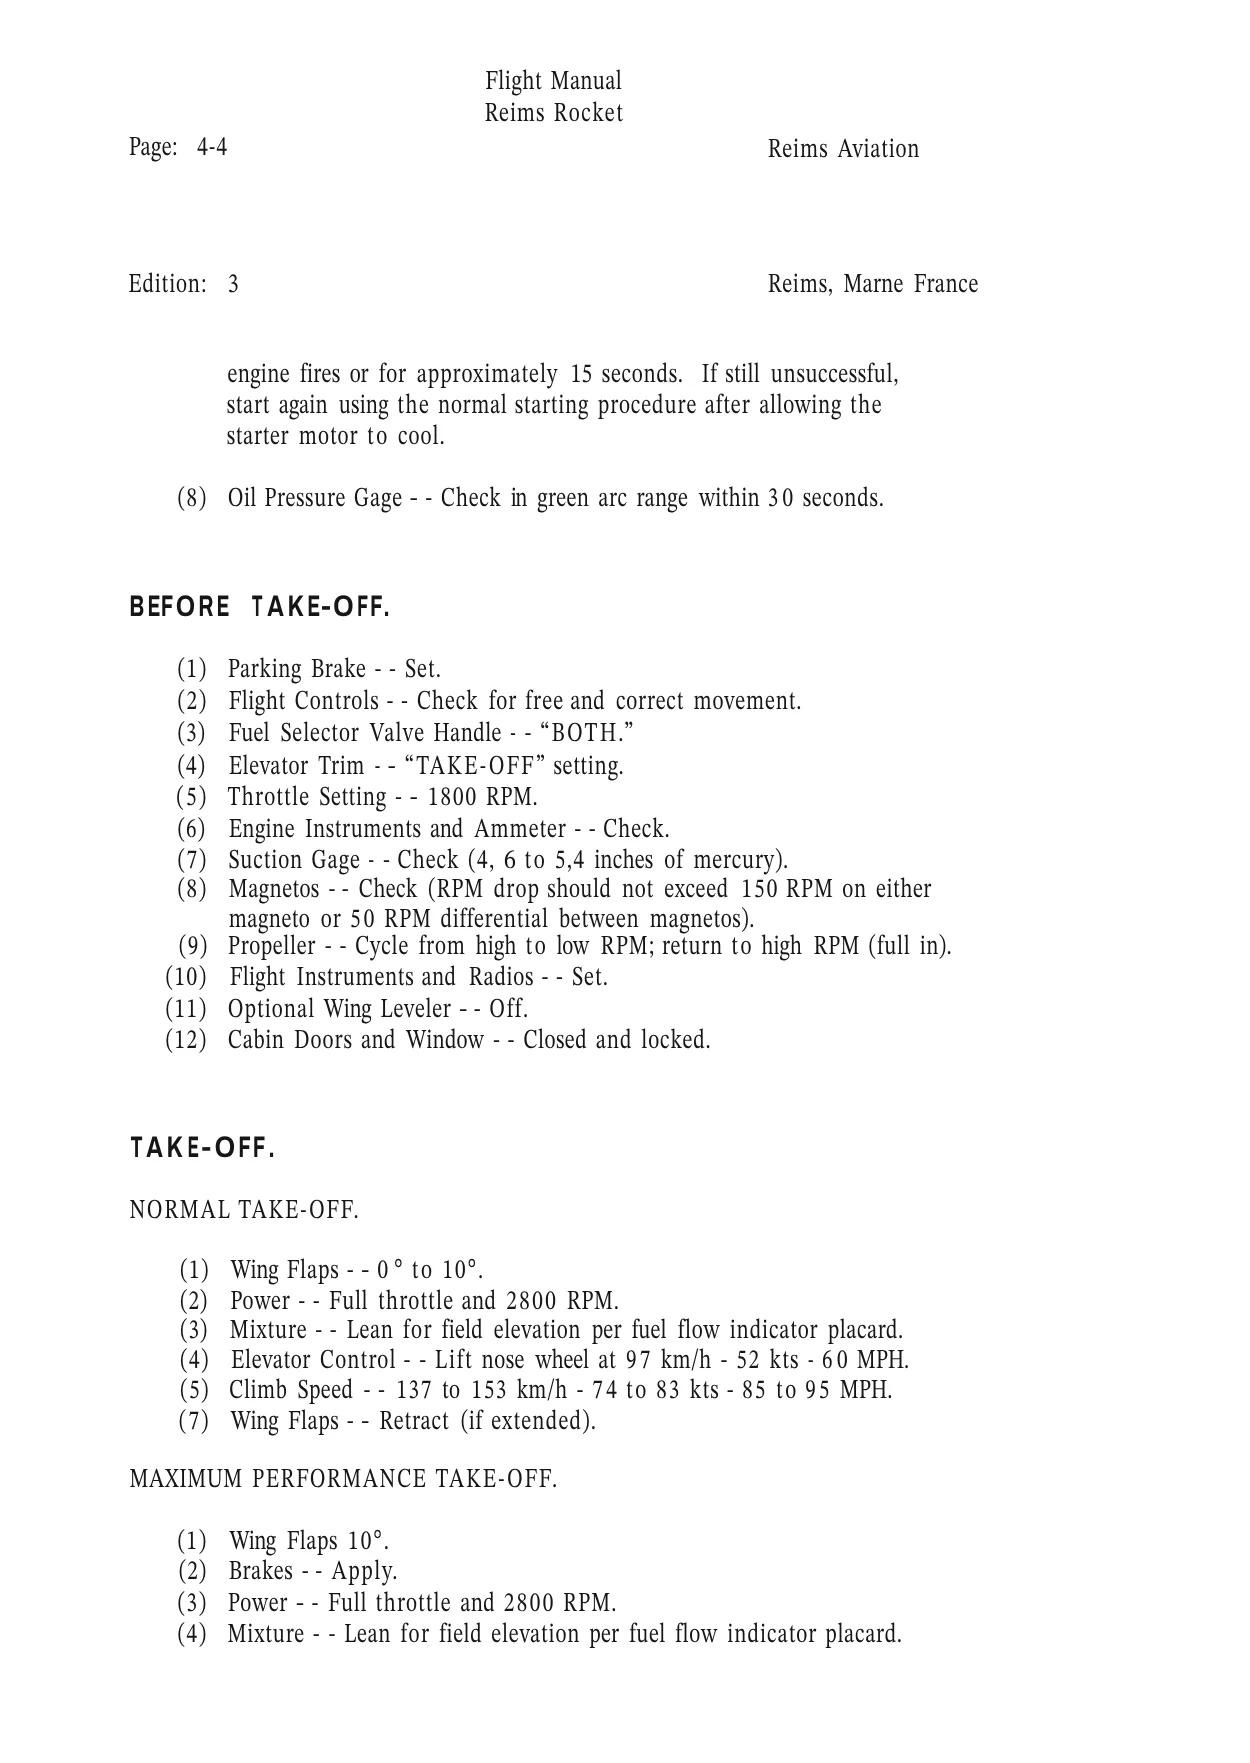 Flight Manual
Reims Rocket
Page: 4-4
Reims Aviation
Edition: 3
Reims, Marne France
engine fires or for approximately 15 seconds. If still unsuccessful,
start again using the normal starting procedure after allowing the
starter motor to cool.
(8) Oil Pressure Gage - - Check in green arc range within 30 seconds.
BEFORE TAKE-OFF.
(1) Parking Brake - - Set.
(2) Flight Controls - - Check for free and correct movement.
(3) Fuel Selector Valve Handle - - “BOTH.”
(4) Elevator Trim - - “TAKE-OFF” setting.
(5) Throttle Setting - - 1800 RPM.
(6) Engine Instruments and Ammeter - - Check.
(7) Suction Gage - - Check (4, 6 to 5,4 inches of mercury).
(8) Magnetos - - Check (RPM drop should not exceed 150 RPM on either
magneto or 50 RPM differential between magnetos).
(9) Propeller - - Cycle from high to low RPM; return to high RPM (full in).
(10) Flight Instruments and Radios - - Set.
(11) Optional Wing Leveler - - Off.
(12) Cabin Doors and Window - - Closed and locked.
TAKE-OFF.
NORMAL TAKE-OFF.
(1) Wing Flaps - - 0° to 10°.
(2) Power - - Full throttle and 2800 RPM.
(3) Mixture - - Lean for field elevation per fuel flow indicator placard.
(4) Elevator Control - - Lift nose wheel at 97 km/h - 52 kts - 60 MPH.
(5) Climb Speed - - 137 to 153 km/h - 74 to 83 kts - 85 to 95 MPH.
(7) Wing Flaps - - Retract (if extended).
MAXIMUM PERFORMANCE TAKE-OFF.
(1) Wing Flaps 10°.
(2) Brakes - - Apply.
(3) Power - - Full throttle and 2800 RPM.
(4) Mixture - - Lean for field elevation per fuel flow indicator placard.